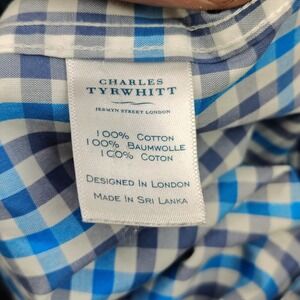 CHARLES
TYRWHITT
JERMYN STREET LONDON
100% COTTON
100% BAUMWOLLE
100% COTON
DESIGNED IN LONDON
MADE IN SRI LANKA